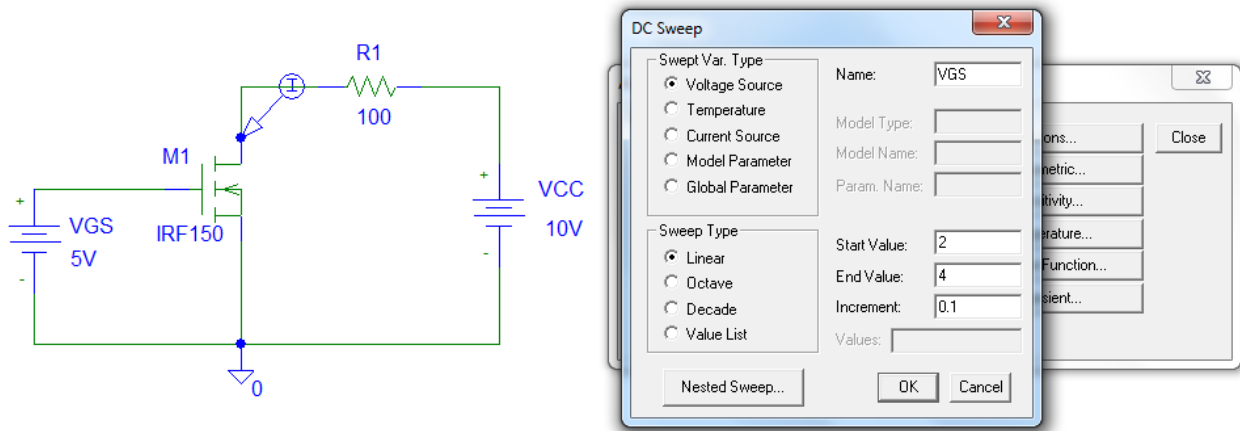 R1
100
I
M1
+
VGS
5V
-
IRF150
+
VCC
10V
-
0
DC Sweep
Swept Var. Type
Voltage Source
Temperature
Current Source
Model Parameter
Global Parameter
Name: VGS
Model Type:
Model Name:
Param. Name:
Sweep Type
Linear
Octave
Decade
Value List
Start Value: 2
End Value: 4
Increment: 0.1
Values:
Nested Sweep...
OK
Cancel
Close
Function...